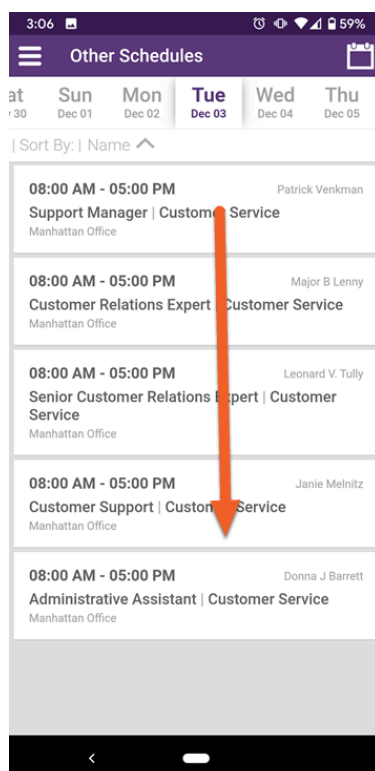 3:06 59%
Other Schedules
at Sun Mon Tue Wed Thu
30 Dec 01 Dec 02 Dec 03 Dec 04 Dec 05
| Sort By: | Name
08:00 AM - 05:00 PM Patrick Venkman
Support Manager | Customer Service
Manhattan Office
08:00 AM - 05:00 PM Major B Lenny
Customer Relations Expert | Customer Service
Manhattan Office
08:00 AM - 05:00 PM Leonard V. Tully
Senior Customer Relations Expert | Customer
Service
Manhattan Office
08:00 AM - 05:00 PM Janie Melnitz
Customer Support | Customer Service
Manhattan Office
08:00 AM - 05:00 PM Donna J Barrett
Administrative Assistant | Customer Service
Manhattan Office